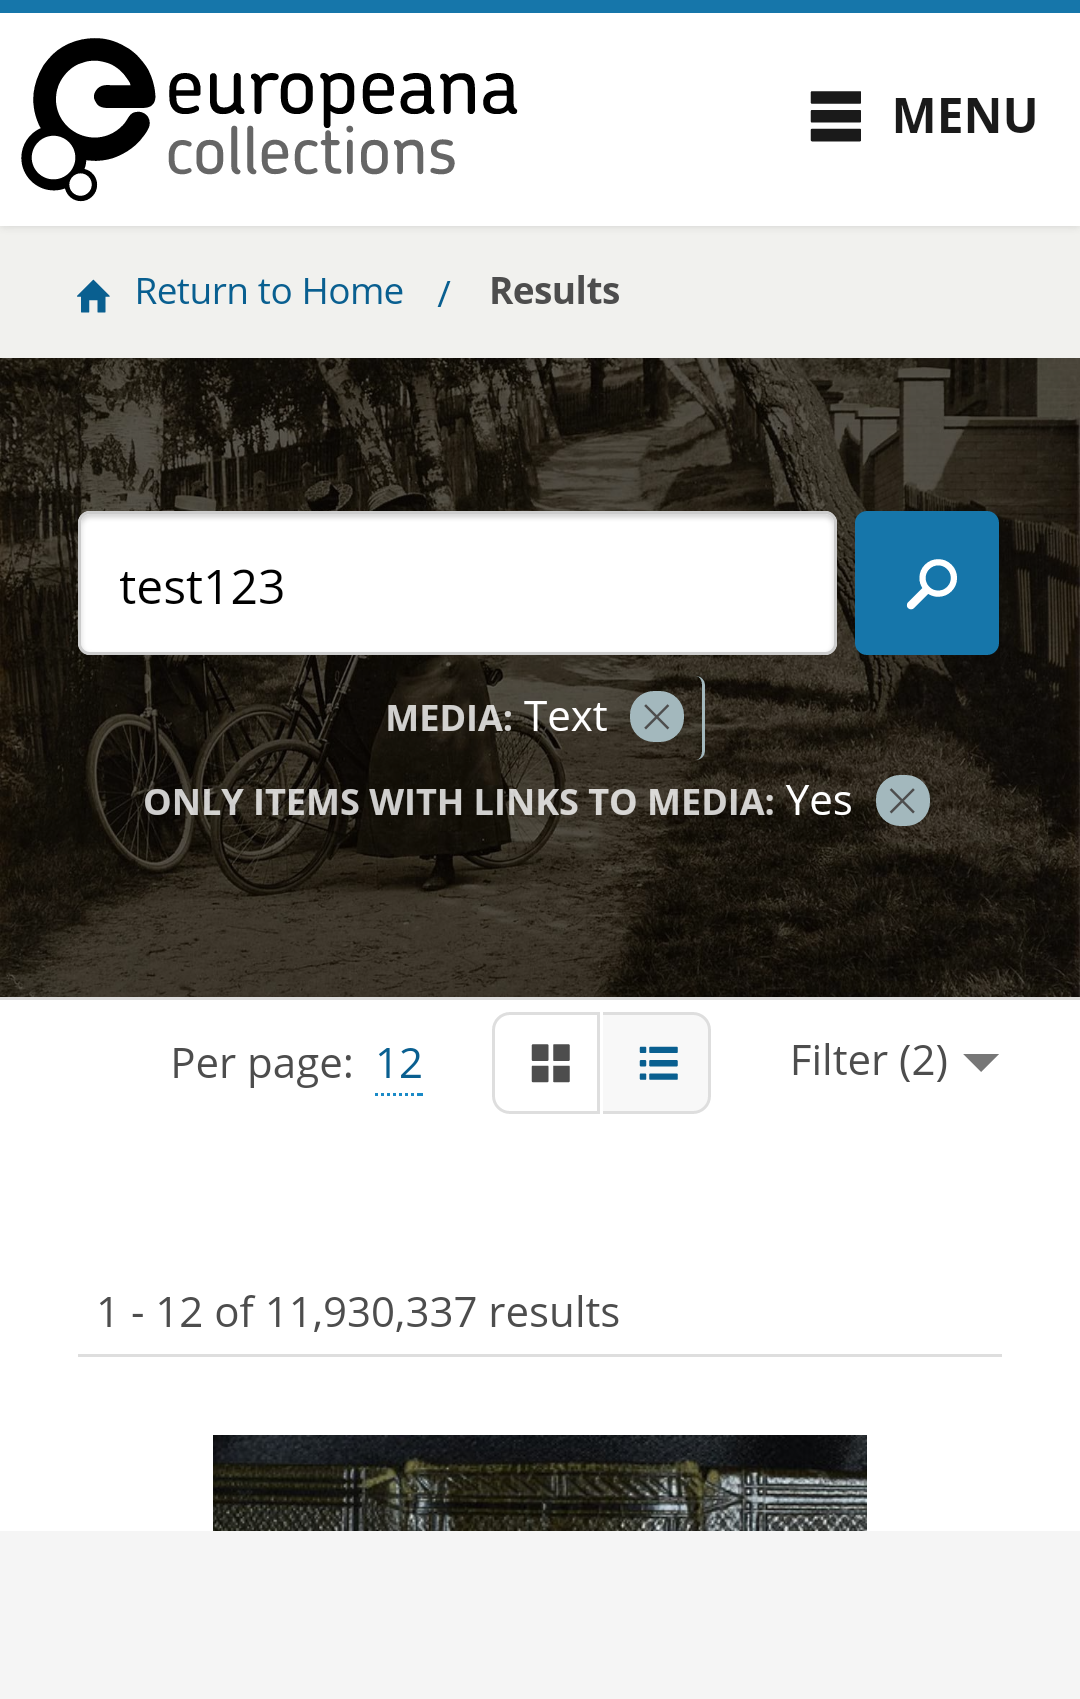 europeana
collections
MENU
Return to Home / Results
test123
MEDIA: Text
ONLY ITEMS WITH LINKS TO MEDIA: Yes
Per page: 12
Filter (2)
1 - 12 of 11,930,337 results